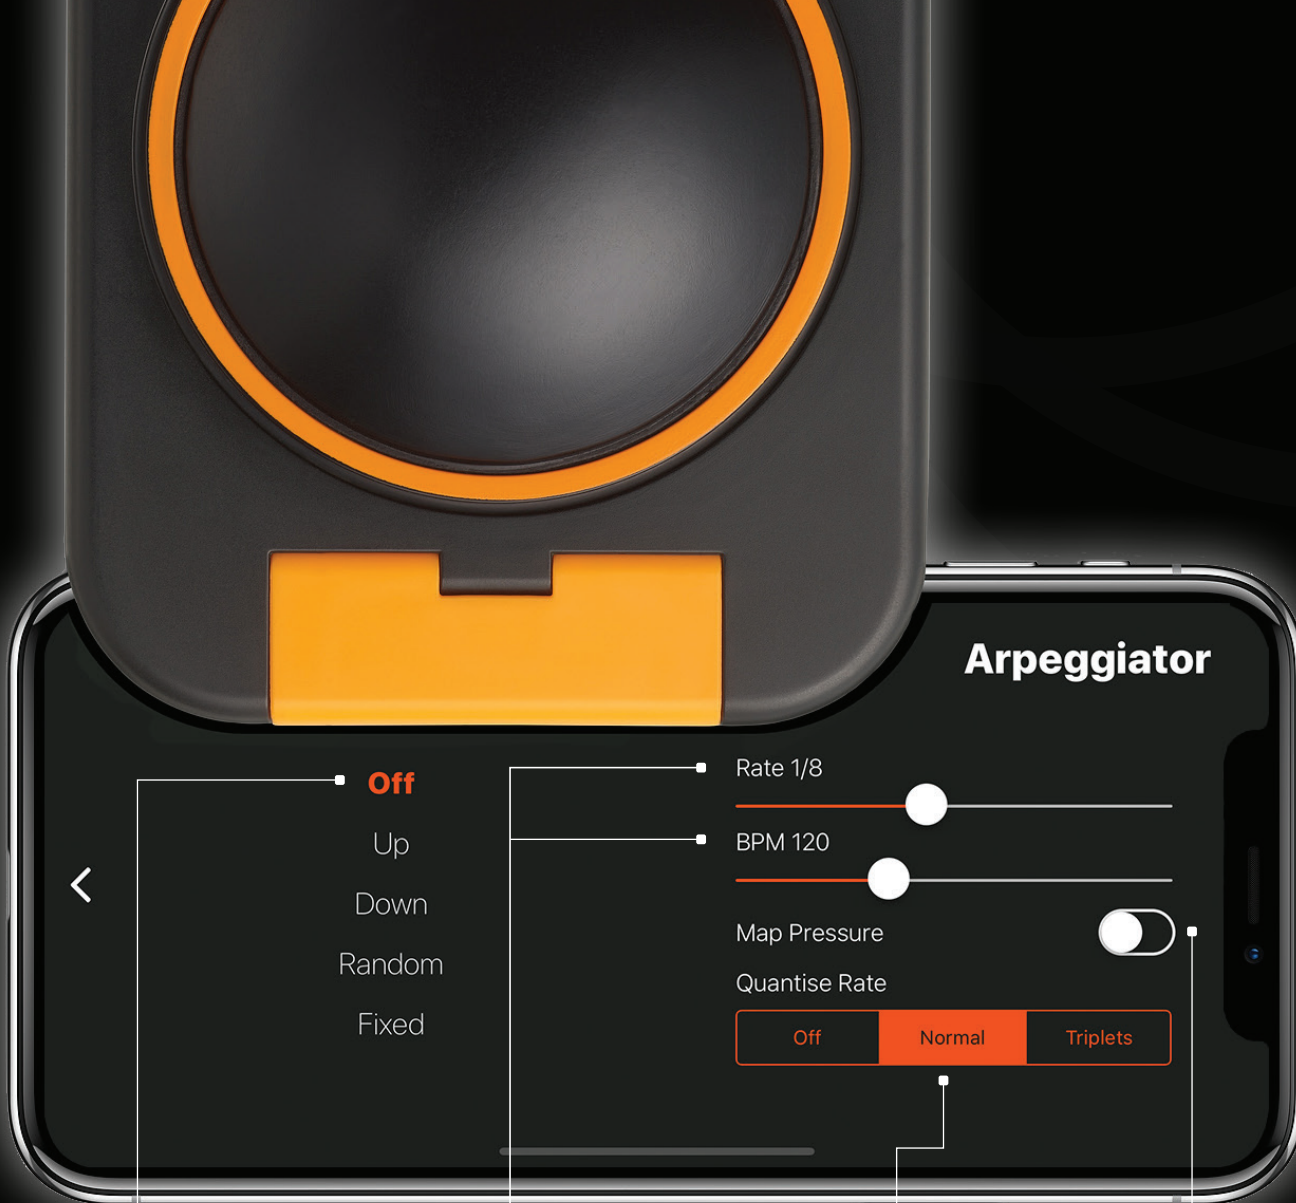 Arpeggiator
Off
Up
Down
Random
Fixed
Rate 1/8
BPM 120
Map Pressure
Quantise Rate
Off Normal Triplets